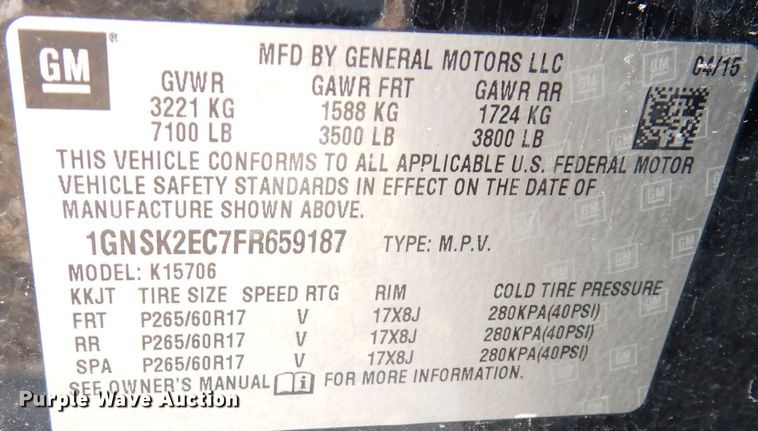 GM ®
MFD BY GENERAL MOTORS LLC 04/15
GVWR GAWR FRT GAWR RR
3221 KG 1588 KG 1724 KG
7100 LB 3500 LB 3800 LB
THIS VEHICLE CONFORMS TO ALL APPLICABLE U.S. FEDERAL MOTOR
VEHICLE SAFETY STANDARDS IN EFFECT ON THE DATE OF
MANUFACTURE SHOWN ABOVE.
1GNSK2EC7FR659187 TYPE: M.P.V.
MODEL: K15706
KKJT TIRE SIZE SPEED RTG RIM COLD TIRE PRESSURE
FRT P265/60R17 V 17X8J 280KPA(40PSI)
RR P265/60R17 V 17X8J 280KPA(40PSI)
SPA P265/60R17 V 17X8J 280KPA(40PSI)
SEE OWNER'S MANUAL FOR MORE INFORMATION.
Purple Wave Auction